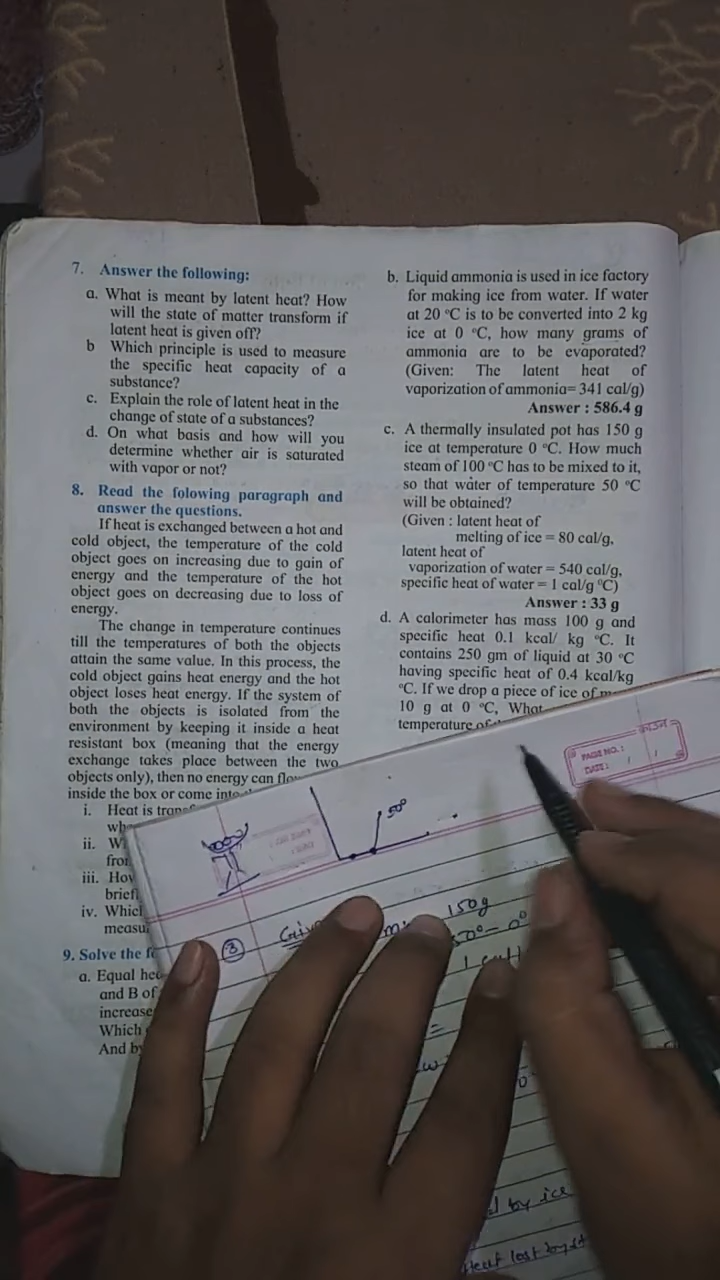 7. Answer the following:
a. What is meant by latent heat? How
will the state of matter transform if
latent heat is given off?
b Which principle is used to measure
the specific heat capacity of a
substance?
c. Explain the role of latent heat in the
change of state of a substances?
d. On what basis and how will you
determine whether air is saturated
with vapor or not?
8. Read the folowing paragraph and
answer the questions.
If heat is exchanged between a hot and
cold object, the temperature of the cold
object goes on increasing due to gain of
energy and the temperature of the hot
object goes on decreasing due to loss of
energy.
The change in temperature continues
till the temperatures of both the objects
attain the same value. In this process, the
cold object gains heat energy and the hot
object loses heat energy. If the system of
both the objects is isolated from the
environment by keeping it inside a heat
resistant box (meaning that the energy
exchange takes place between the two
objects only), then no energy can
inside the box or come
i. Heat is
ii.
iii.
iv.
9. Solve the
a. Equal
and B of
increase
Which
And
b. Liquid ammonia is used in ice factory
for making ice from water. If water
at 20 °C is to be converted into 2 kg
ice at 0 °C, how many grams of
ammonia are to be evaporated?
(Given: The latent heat of
vaporization of ammonia= 341 cal/g)
Answer : 586.4 g
c. A thermally insulated pot has 150 g
ice at temperature 0 °C. How much
steam of 100 °C has to be mixed to it,
so that water of temperature 50 °C
will be obtained?
(Given : latent heat of
melting of ice = 80 cal/g,
latent heat of
vaporization of water = 540 cal/g,
specific heat of water = 1 cal/g °C)
Answer : 33 g
d. A calorimeter has mass 100 g and
specific heat 0.1 kcal/ kg °C. It
contains 250 gm of liquid at 30 °C
having specific heat of 0.4 kcal/kg
°C. If we drop a piece of ice of
10 g at 0 °C, What
temperature
PAGE NO. :
DATE: / /
50°
3
150g
50°- 0°
=
by ice
Heat lost by